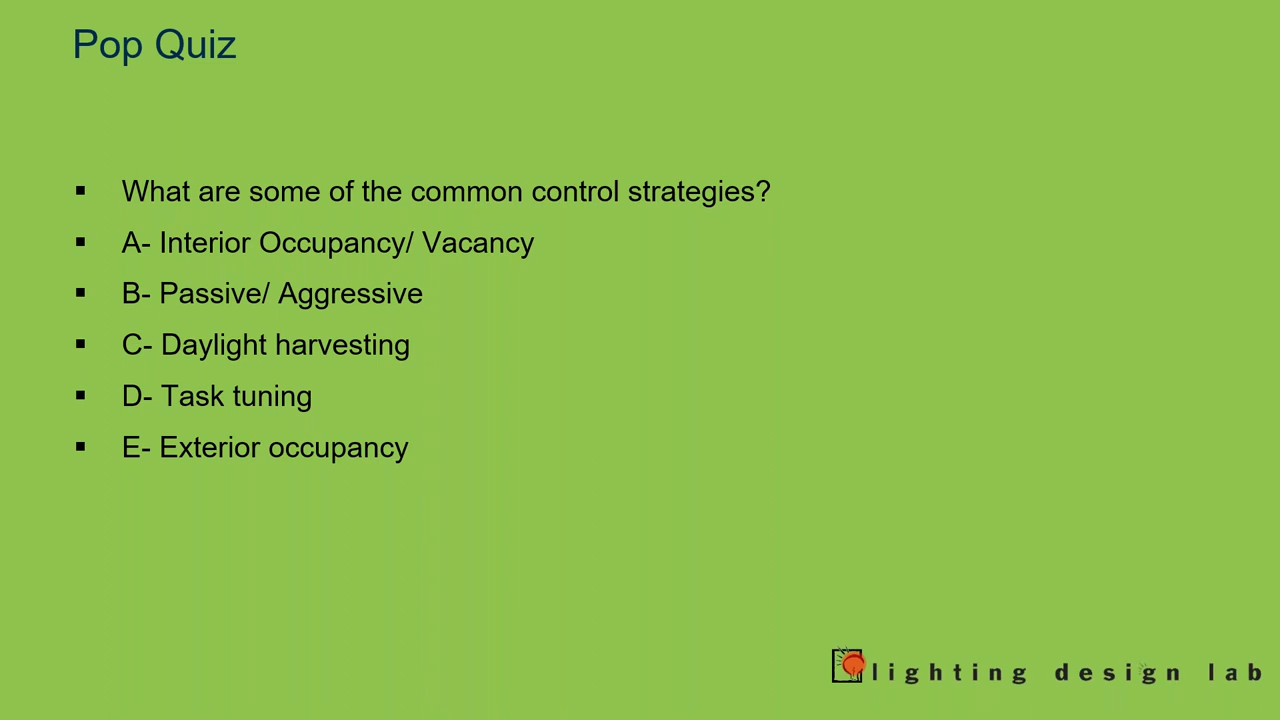 Pop Quiz
▪ What are some of the common control strategies?
▪ A- Interior Occupancy/ Vacancy
▪ B- Passive/ Aggressive
▪ C- Daylight harvesting
▪ D- Task tuning
▪ E- Exterior occupancy
lighting design lab